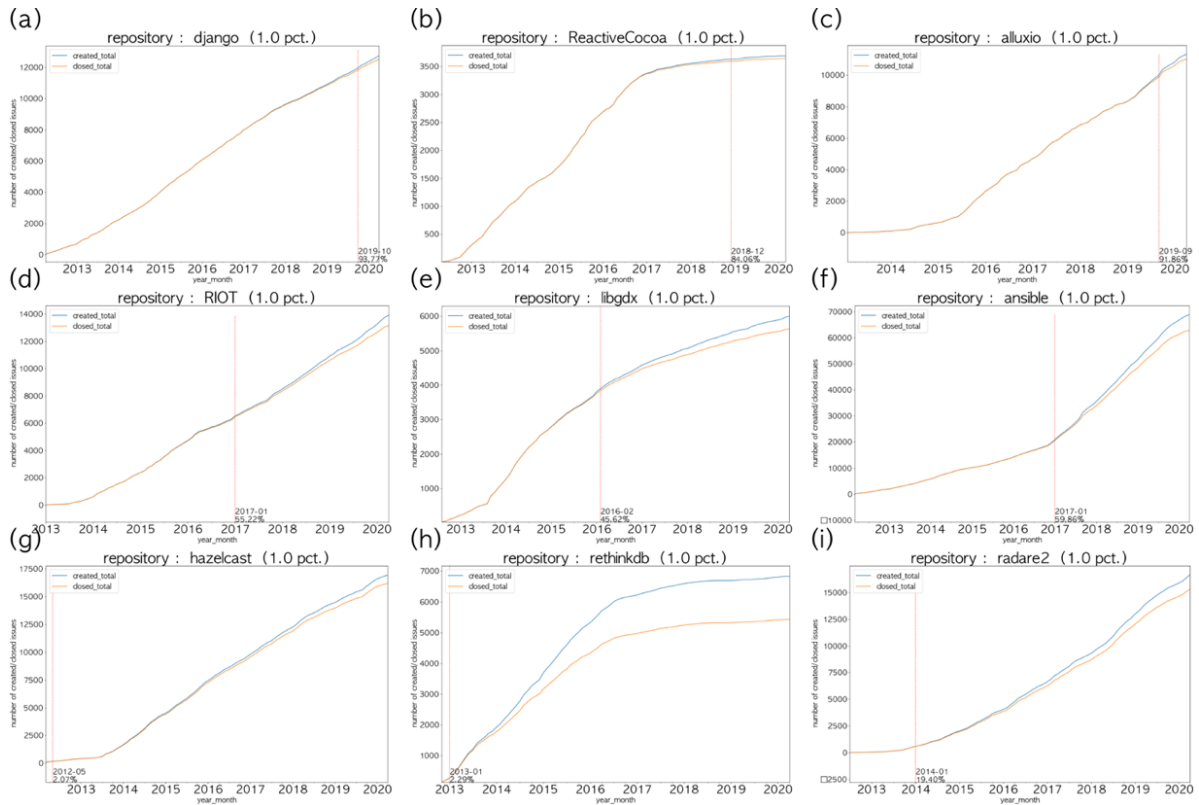 (a)
repository : django (1.0 pct.)
created_total
closed_total
number of created/closed issues
12000
10000
8000
6000
4000
2000
0
2019-10
93.77%
2013 2014 2015 2016 2017 2018 2019 2020
year_month
(b)
repository : ReactiveCocoa (1.0 pct.)
created_total
closed_total
number of created/closed issues
3500
3000
2500
2000
1500
1000
500
2018-12
84.06%
2013 2014 2015 2016 2017 2018 2019 2020
year_month
(c)
repository : alluxio (1.0 pct.)
created_total
closed_total
number of created/closed issues
10000
8000
6000
4000
2000
0
2019-09
91.86%
2014 2015 2016 2017 2018 2019 2020
year_month
(d)
repository : RIOT (1.0 pct.)
created_total
closed_total
number of created/closed issues
14000
12000
10000
8000
6000
4000
2000
0
2017-01
55.22%
2013 2014 2015 2016 2017 2018 2019 2020
year_month
(e)
repository : libgdx (1.0 pct.)
created_total
closed_total
number of created/closed issues
6000
5000
4000
3000
2000
1000
2016-02
45.62%
2013 2014 2015 2016 2017 2018 2019 2020
year_month
(f)
repository : ansible (1.0 pct.)
created_total
closed_total
number of created/closed issues
70000
60000
50000
40000
30000
20000
10000
0
□10000
2017-01
59.86%
2013 2014 2015 2016 2017 2018 2019 2020
year_month
(g)
repository : hazelcast (1.0 pct.)
created_total
closed_total
number of created/closed issues
17500
15000
12500
10000
7500
5000
2500
0
2012-05
2.07%
2013 2014 2015 2016 2017 2018 2019 2020
year_month
(h)
repository : rethinkdb (1.0 pct.)
created_total
closed_total
number of created/closed issues
7000
6000
5000
4000
3000
2000
1000
2013-01
2.29%
2013 2014 2015 2016 2017 2018 2019 2020
year_month
(i)
repository : radare2 (1.0 pct.)
created_total
closed_total
number of created/closed issues
15000
12500
10000
7500
5000
2500
0
□2500
2014-01
19.40%
2013 2014 2015 2016 2017 2018 2019 2020
year_month